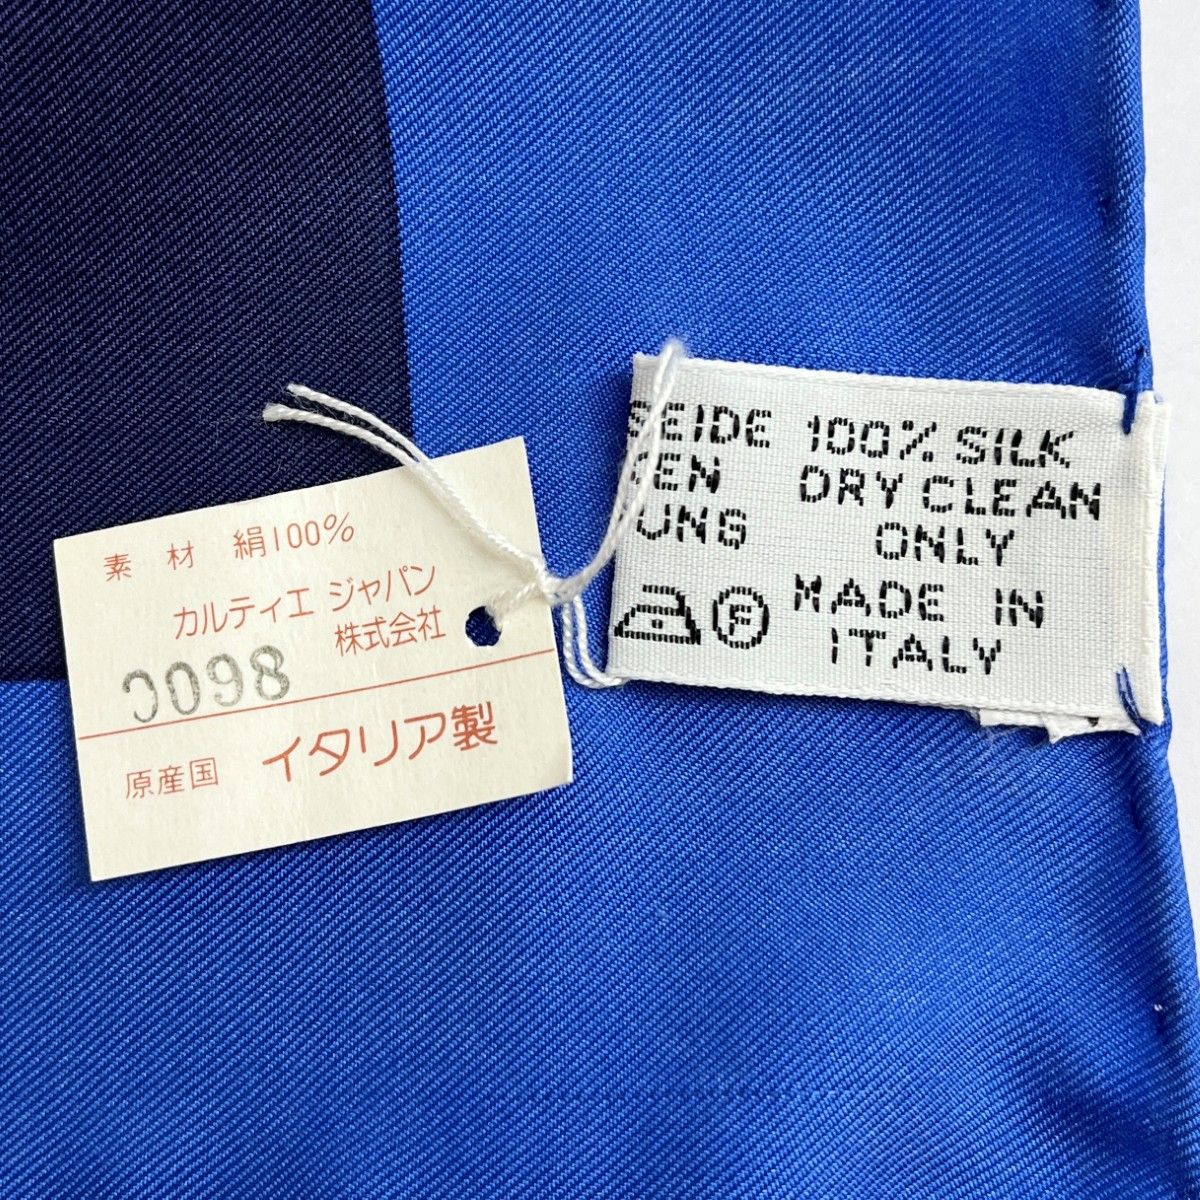 素材 絹100%
カルティエ ジャパン
株式会社
0098
原産国 イタリア製
SEIDE 100% SILK
DRY CLEAN
ONLY
MADE IN
ITALY
F